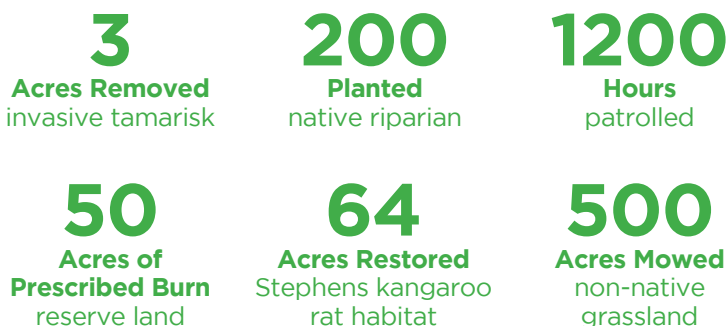 3
Acres Removed
invasive tamarisk
200
Planted
native riparian
1200
Hours
patrolled
50
Acres of
Prescribed Burn
reserve land
64
Acres Restored
Stephens kangaroo
rat habitat
500
Acres Mowed
non-native
grassland